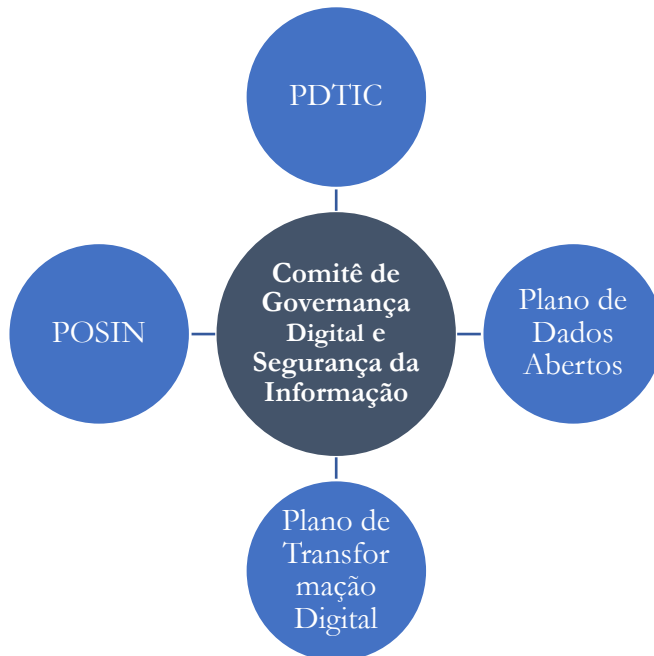 PDTIC
POSIN
Comitê de
Governança
Digital e
Segurança da
Informação
Plano de
Dados
Abertos
Plano de
Transfor
mação
Digital